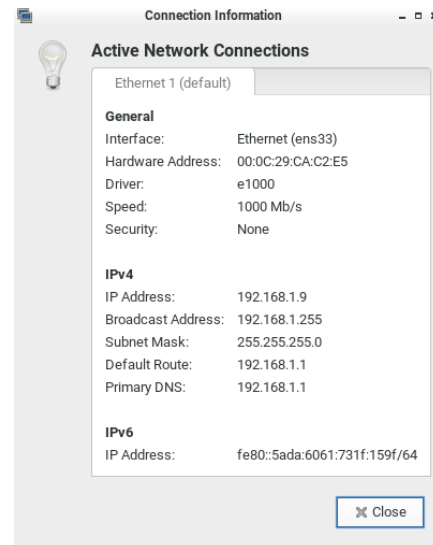 Connection Information
Active Network Connections
Ethernet 1 (default)
General
Interface: Ethernet (ens33)
Hardware Address: 00:0C:29:CA:C2:E5
Driver: e1000
Speed: 1000 Mb/s
Security: None
IPv4
IP Address: 192.168.1.9
Broadcast Address: 192.168.1.255
Subnet Mask: 255.255.255.0
Default Route: 192.168.1.1
Primary DNS: 192.168.1.1
IPv6
IP Address: fe80::5ada:6061:731f:159f/64
Close